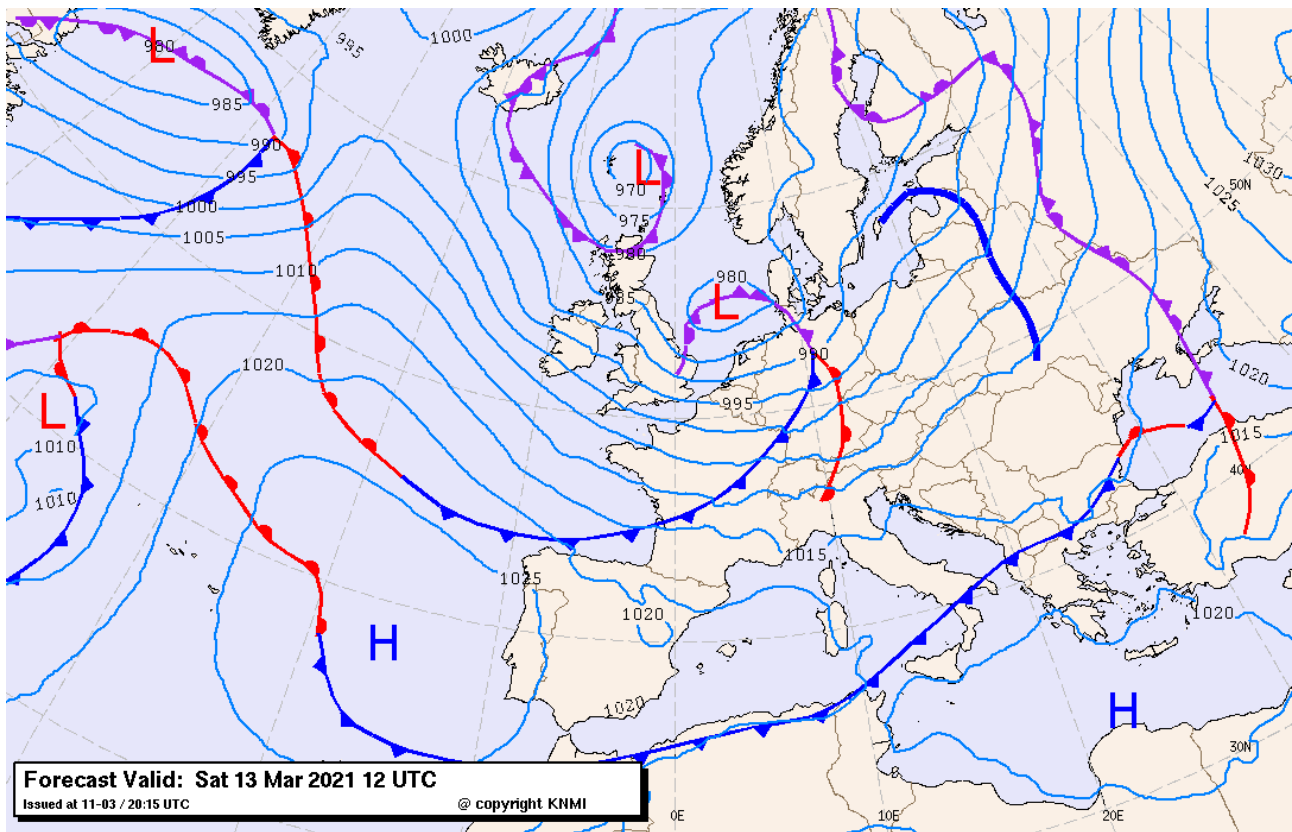 995
1000
L
980
985
990
995
1000
1005
1010
L
970
975
980
985
L
980
990
995
1030
1025
50N
1020
L
1010
1010
1020
1015
40N
1025
1015
1020
1020
1020
H
H
30N
20E
10E
0E
Forecast Valid: Sat 13 Mar 2021 12 UTC
Issued at 11-03 / 20:15 UTC
@ copyright KNMI